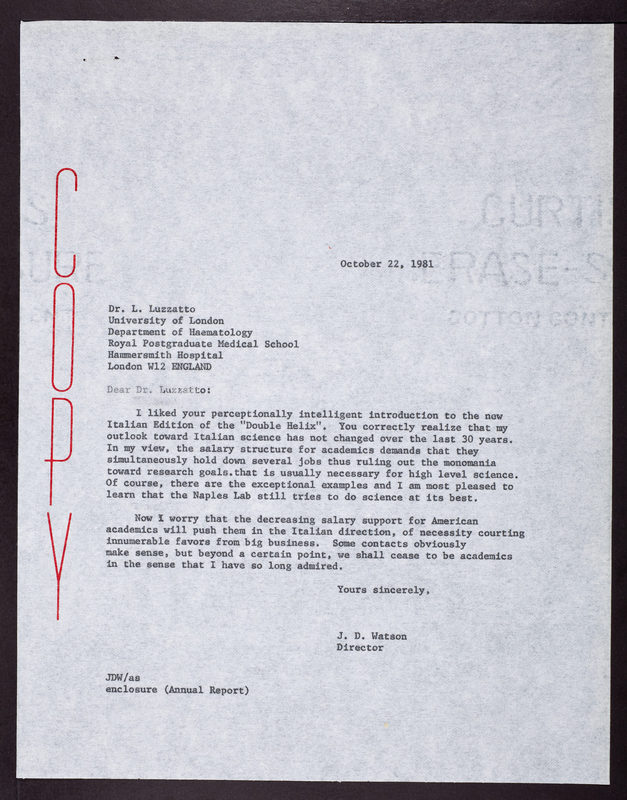 COPY
October 22, 1981
Dr. L. Luzzatto
University of London
Department of Haematology
Royal Postgraduate Medical School
Hammersmith Hospital
London W12 ENGLAND
Dear Dr. Luzzatto:
I liked your perceptionally intelligent introduction to the new
Italian Edition of the "Double Helix". You correctly realize that my
outlook toward Italian science has not changed over the last 30 years.
In my view, the salary structure for academics demands that they
simultaneously hold down several jobs thus ruling out the monomania
toward research goals.that is usually necessary for high level science.
Of course, there are the exceptional examples and I am most pleased to
learn that the Naples Lab still tries to do science at its best.
Now I worry that the decreasing salary support for American
academics will push them in the Italian direction, of necessity courting
innumerable favors from big business. Some contacts obviously
make sense, but beyond a certain point, we shall cease to be academics
in the sense that I have so long admired.
Yours sincerely,
J. D. Watson
Director
JDW/as
enclosure (Annual Report)
CURTI
ERASE-S
COTTON CONT